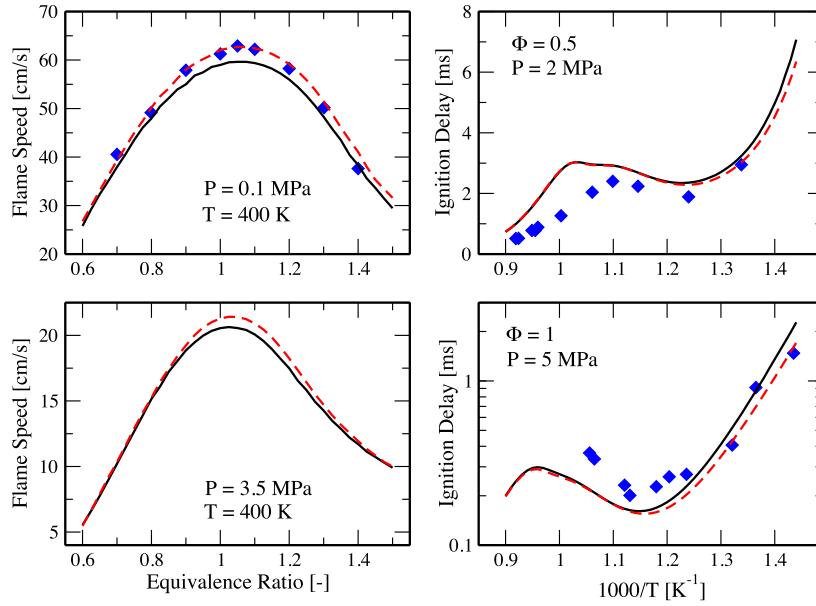 70
60
50
40
30
20
Flame Speed [cm/s]
P = 0.1 MPa
T = 400 K
0.6 0.8 1 1.2 1.4
8
6
4
2
0
Ignition Delay [ms]
Φ = 0.5
P = 2 MPa
0.9 1 1.1 1.2 1.3 1.4
20
15
10
5
Flame Speed [cm/s]
P = 3.5 MPa
T = 400 K
0.6 0.8 1 1.2 1.4
Equivalence Ratio [-]
1
0.1
Ignition Delay [ms]
Φ = 1
P = 5 MPa
0.9 1 1.1 1.2 1.3 1.4
1000/T [K⁻¹]